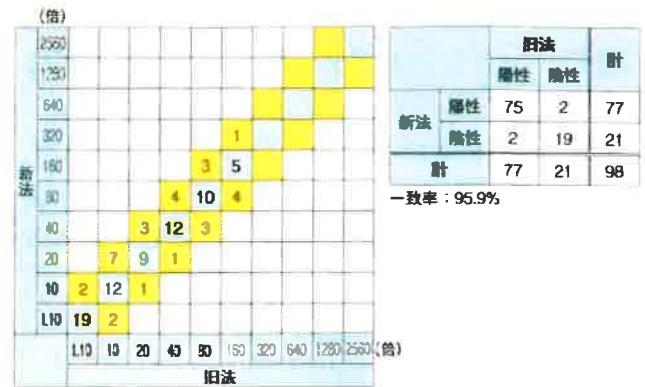 (倍)
2560
1280
640
320 1
160 3 5
80 4 10 4
40 3 12 3
20 7 9 1
10 2 12 1
L10 19 2
新法
L10 10 20 40 80 160 320 640 1280 2560 (倍)
旧法
旧法 計
陽性 陰性
新法 陽性 75 2 77
陰性 2 19 21
計 77 21 98
一致率：95.9%